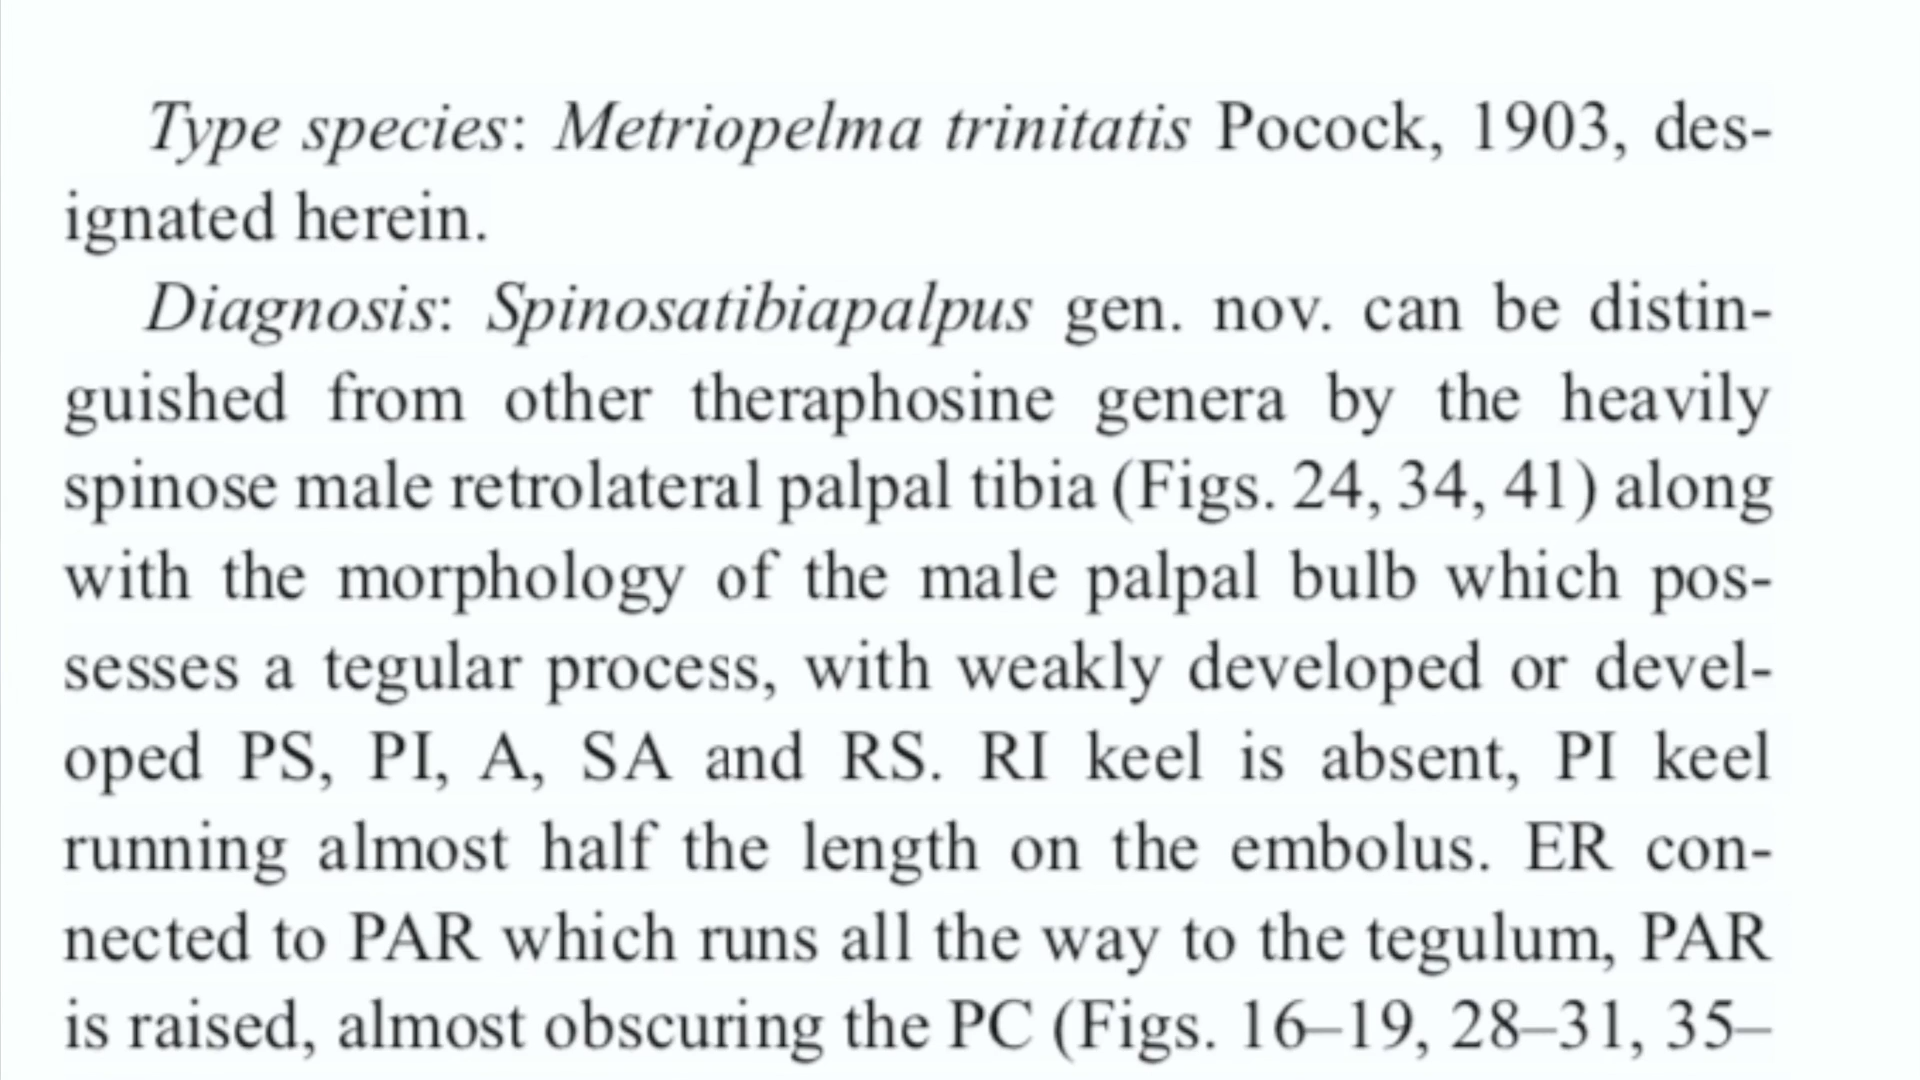 Type species: Metriopelma trinitatis Pocock, 1903, des-
ignated herein.
Diagnosis: Spinosatibiapalpus gen. nov. can be distin-
guished from other theraphosine genera by the heavily
spinose male retrolateral palpal tibia (Figs. 24, 34, 41) along
with the morphology of the male palpal bulb which pos-
sesses a tegular process, with weakly developed or devel-
oped PS, PI, A, SA and RS. RI keel is absent, PI keel
running almost half the length on the embolus. ER con-
nected to PAR which runs all the way to the tegulum, PAR
is raised, almost obscuring the PC (Figs. 16–19, 28–31, 35–